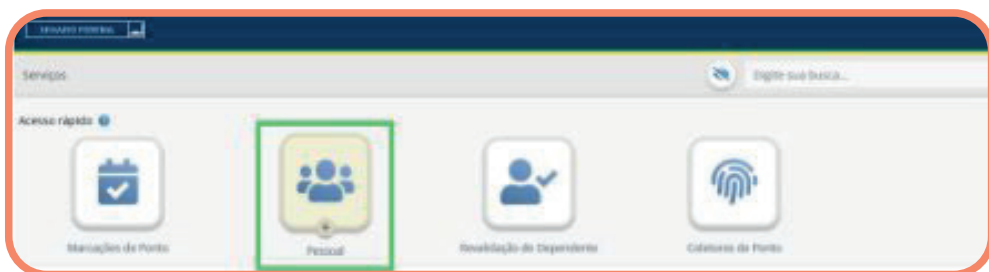 SENADO FEDERAL
Serviços
Digite sua busca...
Acesso rápido
Marcações de Ponto
Pessoal
Revalidação de Dependente
Coletores de Ponto